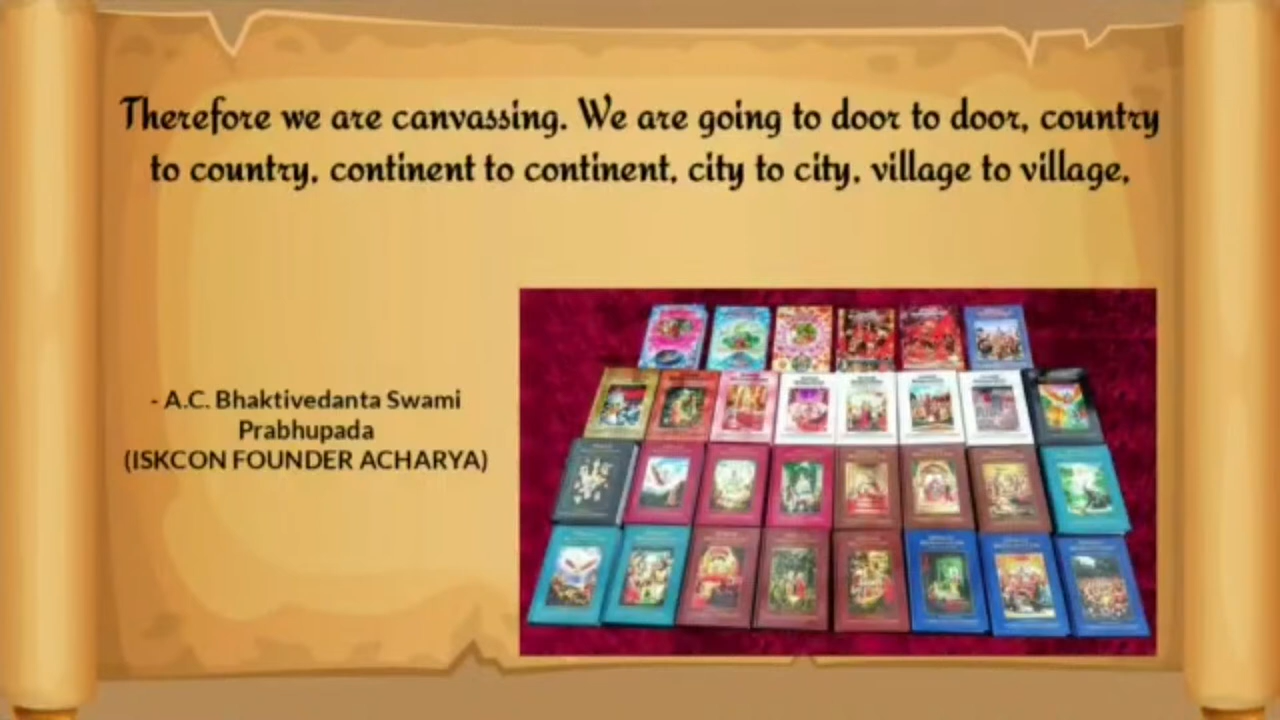 Therefore we are canvassing. We are going to door to door, country
to country, continent to continent, city to city, village to village,
- A.C. Bhaktivedanta Swami
Prabhupada
(ISKCON FOUNDER ACHARYA)